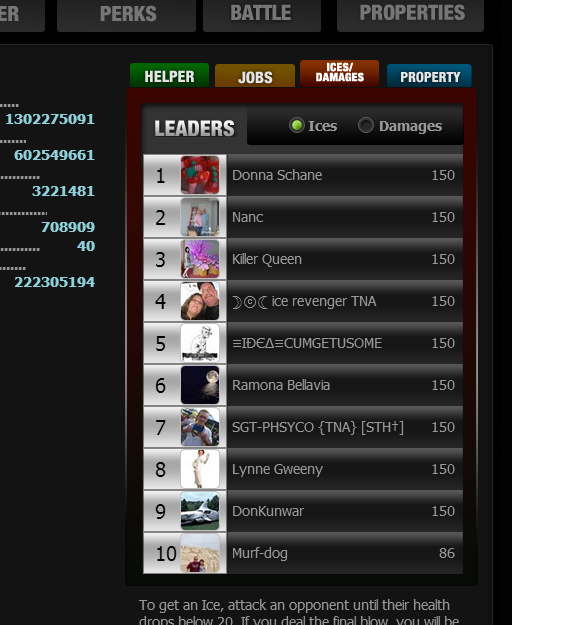 ER PERKS BATTLE PROPERTIES
HELPER JOBS ICES/ DAMAGES PROPERTY
LEADERS Ices Damages
1302275091
602549661
3221481
708909
40
222305194
1 Donna Schane 150
2 Nanc 150
3 Killer Queen 150
4 ☽⦾☾ ice revenger TNA 150
5 ≡IÐЄΔ≡CUMGETUSOME 150
6 Ramona Bellavia 150
7 SGT-PHSYCO {TNA} [STH†] 150
8 Lynne Gweeny 150
9 DonKunwar 150
10 Murf-dog 86
To get an Ice, attack an opponent until their health
drops below 20. If you deal the final blow, you will be